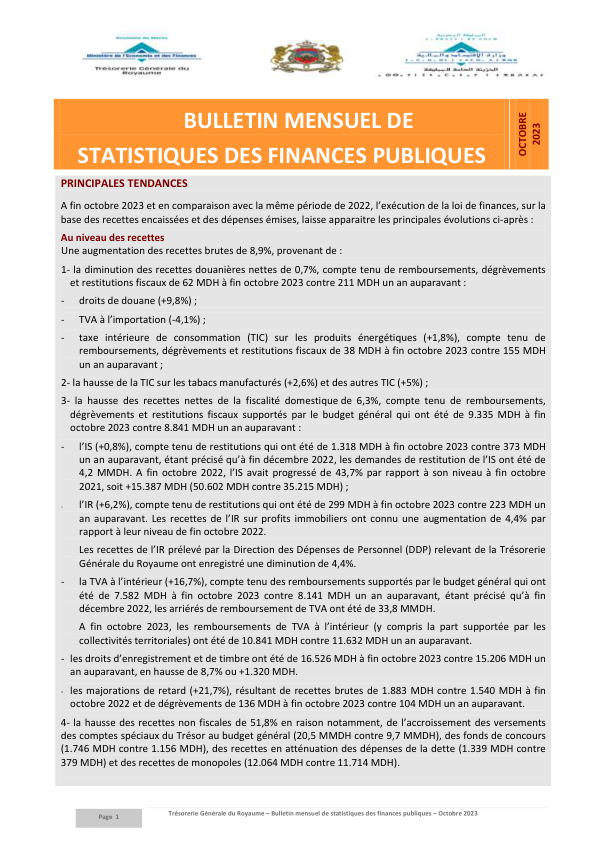 Royaume du Maroc
Ministère de l'Economie et des Finances
Trésorerie Générale du
Royaume
المملكة المغربية
وزارة الاقتصاد والمالية
الخزينة العامة للمملكة
BULLETIN MENSUEL DE
STATISTIQUES DES FINANCES PUBLIQUES
OCTOBRE
2023
PRINCIPALES TENDANCES
A fin octobre 2023 et en comparaison avec la même période de 2022, l'exécution de la loi de finances, sur la
base des recettes encaissées et des dépenses émises, laisse apparaitre les principales évolutions ci-après :
Au niveau des recettes
Une augmentation des recettes brutes de 8,9%, provenant de :
1- la diminution des recettes douanières nettes de 0,7%, compte tenu de remboursements, dégrèvements
et restitutions fiscaux de 62 MDH à fin octobre 2023 contre 211 MDH un an auparavant :
- droits de douane (+9,8%) ;
- TVA à l'importation (-4,1%) ;
- taxe intérieure de consommation (TIC) sur les produits énergétiques (+1,8%), compte tenu de
remboursements, dégrèvements et restitutions fiscaux de 38 MDH à fin octobre 2023 contre 155 MDH
un an auparavant ;
2- la hausse de la TIC sur les tabacs manufacturés (+2,6%) et des autres TIC (+5%) ;
3- la hausse des recettes nettes de la fiscalité domestique de 6,3%, compte tenu de remboursements,
dégrèvements et restitutions fiscaux supportés par le budget général qui ont été de 9.335 MDH à fin
octobre 2023 contre 8.841 MDH un an auparavant :
- l'IS (+0,8%), compte tenu de restitutions qui ont été de 1.318 MDH à fin octobre 2023 contre 373 MDH
un an auparavant, étant précisé qu'à fin décembre 2022, les demandes de restitution de l'IS ont été de
4,2 MMDH. A fin octobre 2022, l'IS avait progressé de 43,7% par rapport à son niveau à fin octobre
2021, soit +15.387 MDH (50.602 MDH contre 35.215 MDH) ;
. l'IR (+6,2%), compte tenu de restitutions qui ont été de 299 MDH à fin octobre 2023 contre 223 MDH un
an auparavant. Les recettes de l'IR sur profits immobiliers ont connu une augmentation de 4,4% par
rapport à leur niveau de fin octobre 2022.
Les recettes de l'IR prélevé par la Direction des Dépenses de Personnel (DDP) relevant de la Trésorerie
Générale du Royaume ont enregistré une diminution de 4,4%.
- la TVA à l'intérieur (+16,7%), compte tenu des remboursements supportés par le budget général qui ont
été de 7.582 MDH à fin octobre 2023 contre 8.141 MDH un an auparavant, étant précisé qu'à fin
décembre 2022, les arriérés de remboursement de TVA ont été de 33,8 MMDH.
A fin octobre 2023, les remboursements de TVA à l'intérieur (y compris la part supportée par les
collectivités territoriales) ont été de 10.841 MDH contre 11.632 MDH un an auparavant.
- les droits d'enregistrement et de timbre ont été de 16.526 MDH à fin octobre 2023 contre 15.206 MDH un
an auparavant, en hausse de 8,7% ou +1.320 MDH.
. les majorations de retard (+21,7%), résultant de recettes brutes de 1.883 MDH contre 1.540 MDH à fin
octobre 2022 et de dégrèvements de 136 MDH à fin octobre 2023 contre 104 MDH un an auparavant.
4- la hausse des recettes non fiscales de 51,8% en raison notamment, de l'accroissement des versements
des comptes spéciaux du Trésor au budget général (20,5 MMDH contre 9,7 MMDH), des fonds de concours
(1.746 MDH contre 1.156 MDH), des recettes en atténuation des dépenses de la dette (1.339 MDH contre
379 MDH) et des recettes de monopoles (12.064 MDH contre 11.714 MDH).
Page 1
Trésorerie Générale du Royaume – Bulletin mensuel de statistiques des finances publiques – Octobre 2023